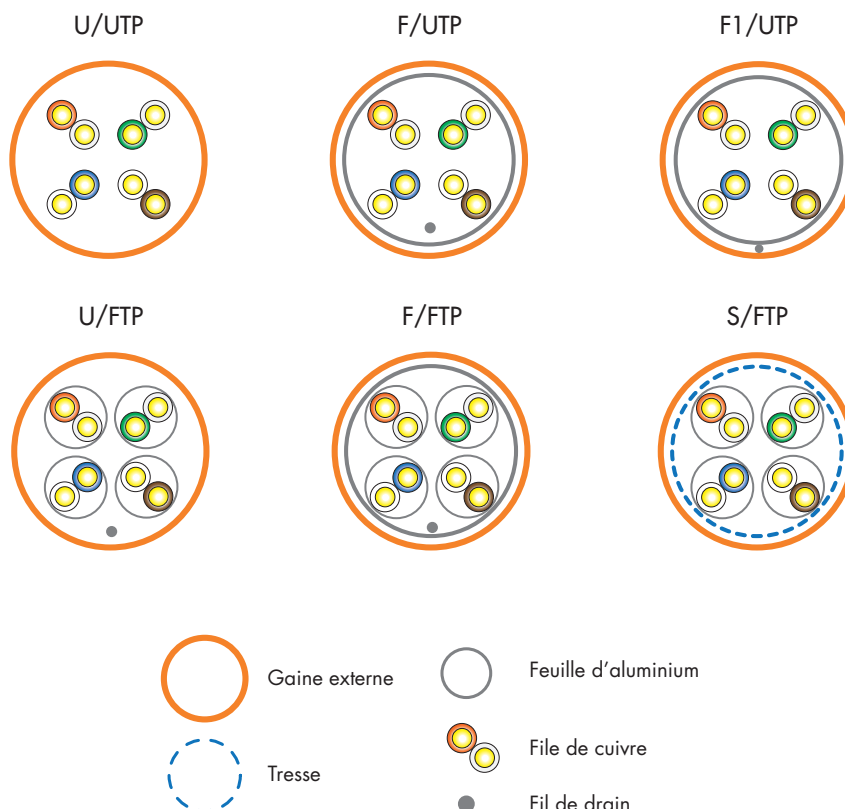 U/UTP
F/UTP
F1/UTP
U/FTP
F/FTP
S/FTP
Gaine externe
Feuille d'aluminium
File de cuivre
Tresse
Fil de drain